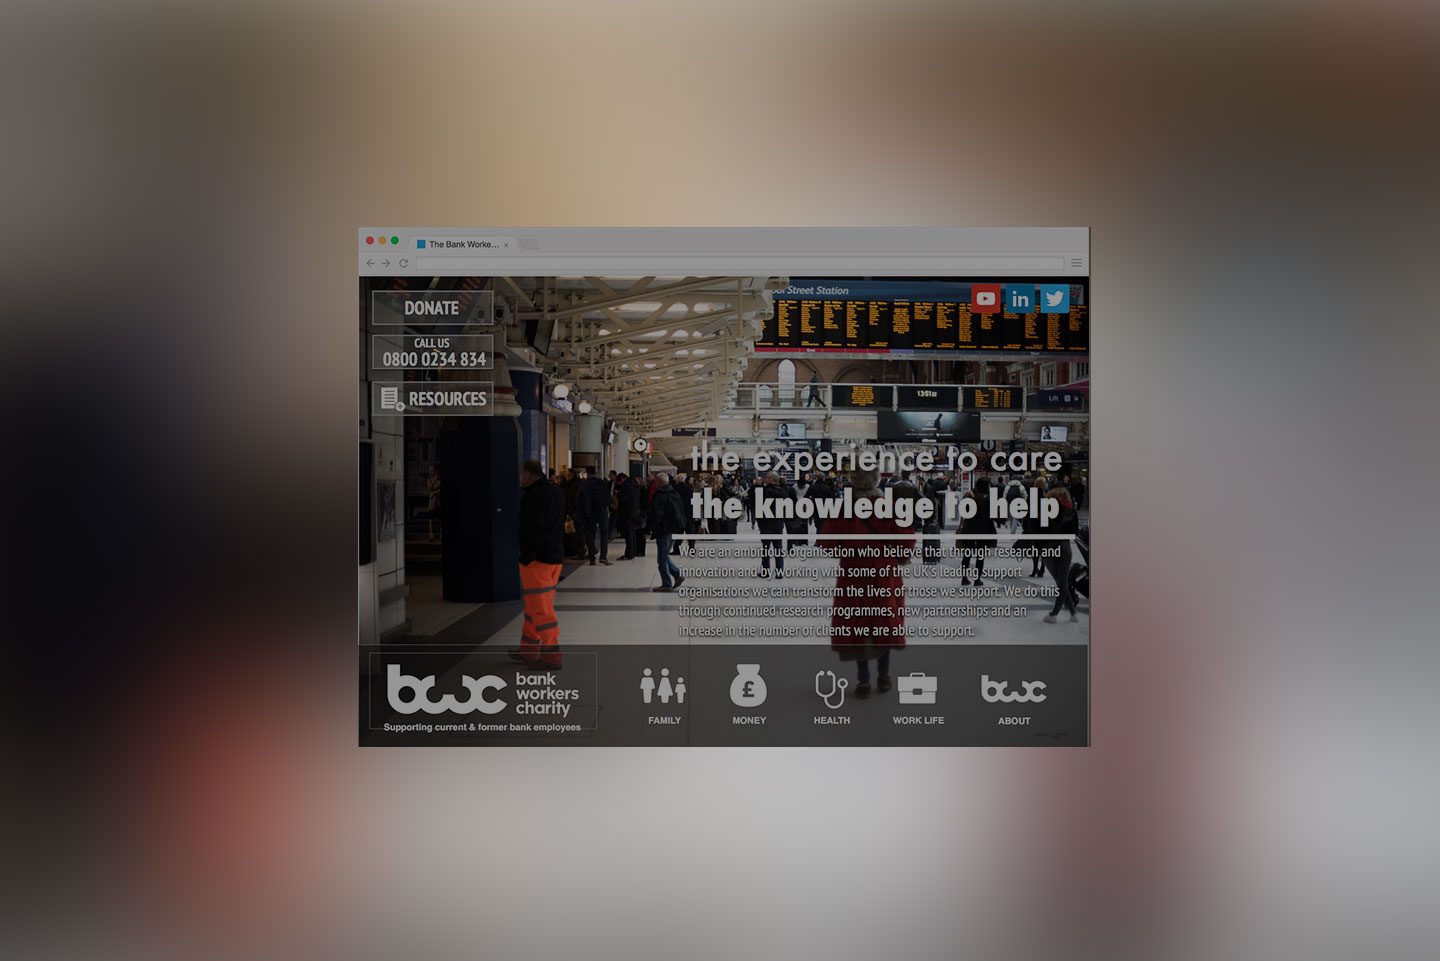 The Bank Worke...
DONATE
CALL US
0800 0234 834
RESOURCES
Street Station
13:51
Lift
the experience to care
the knowledge to help
We are an ambitious organisation who believe that through research and
innovation and by working with some of the UK's leading support
organisations we can transform the lives of those we support. We do this
through continued research programmes, new partnerships and an
increase in the number of clients we are able to support.
bwc
bank
workers
charity
Supporting current & former bank employees
FAMILY
MONEY
HEALTH
WORK LIFE
bwc
ABOUT